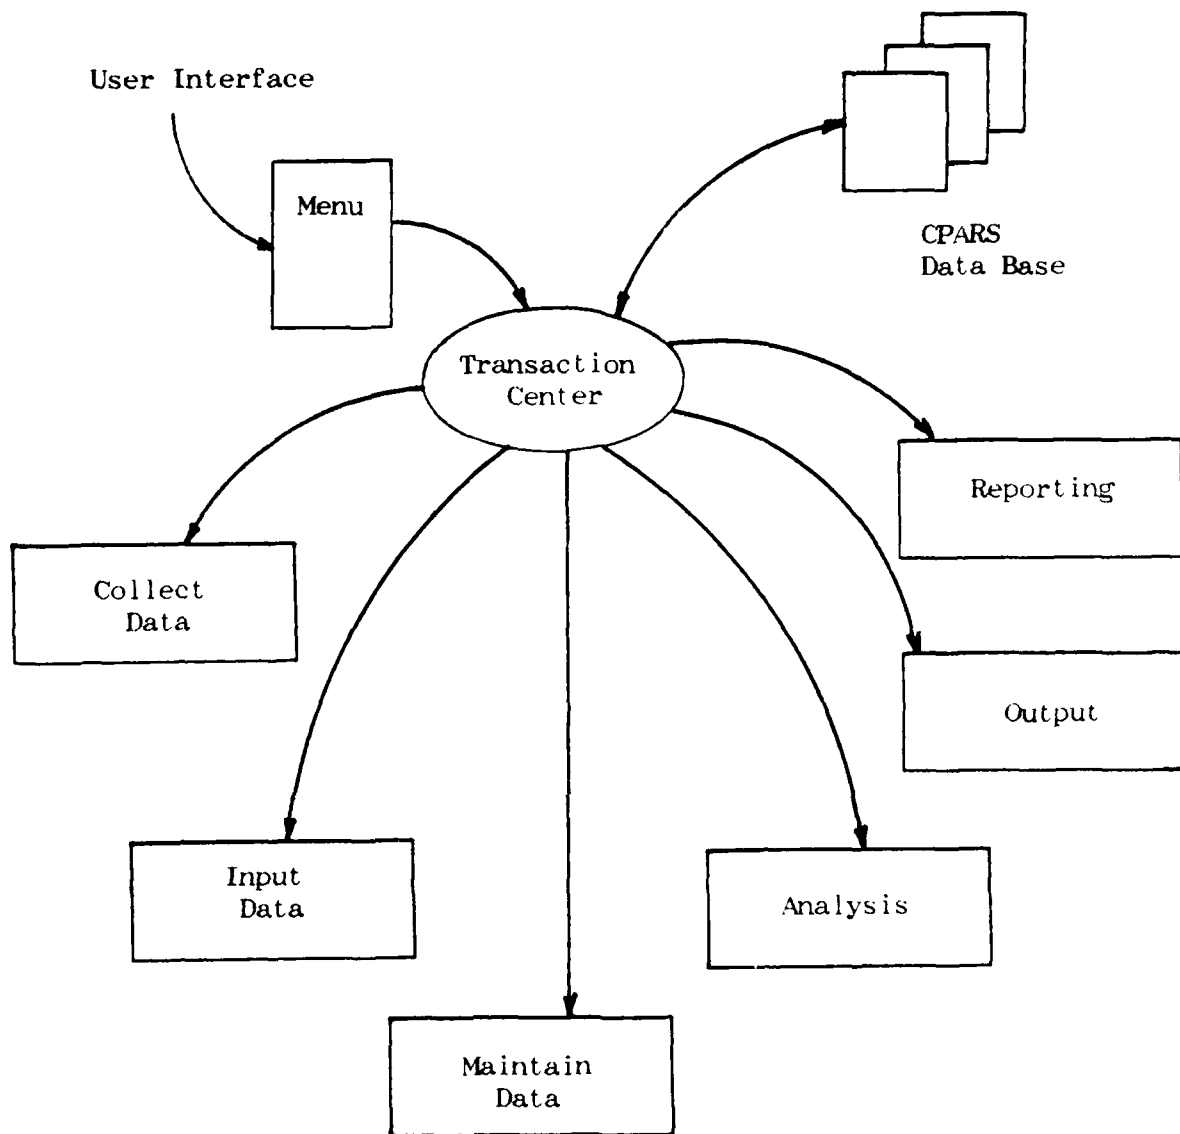 User Interface
Menu
CPARS
Data Base
Transaction
Center
Reporting
Collect
Data
Output
Input
Data
Analysis
Maintain
Data